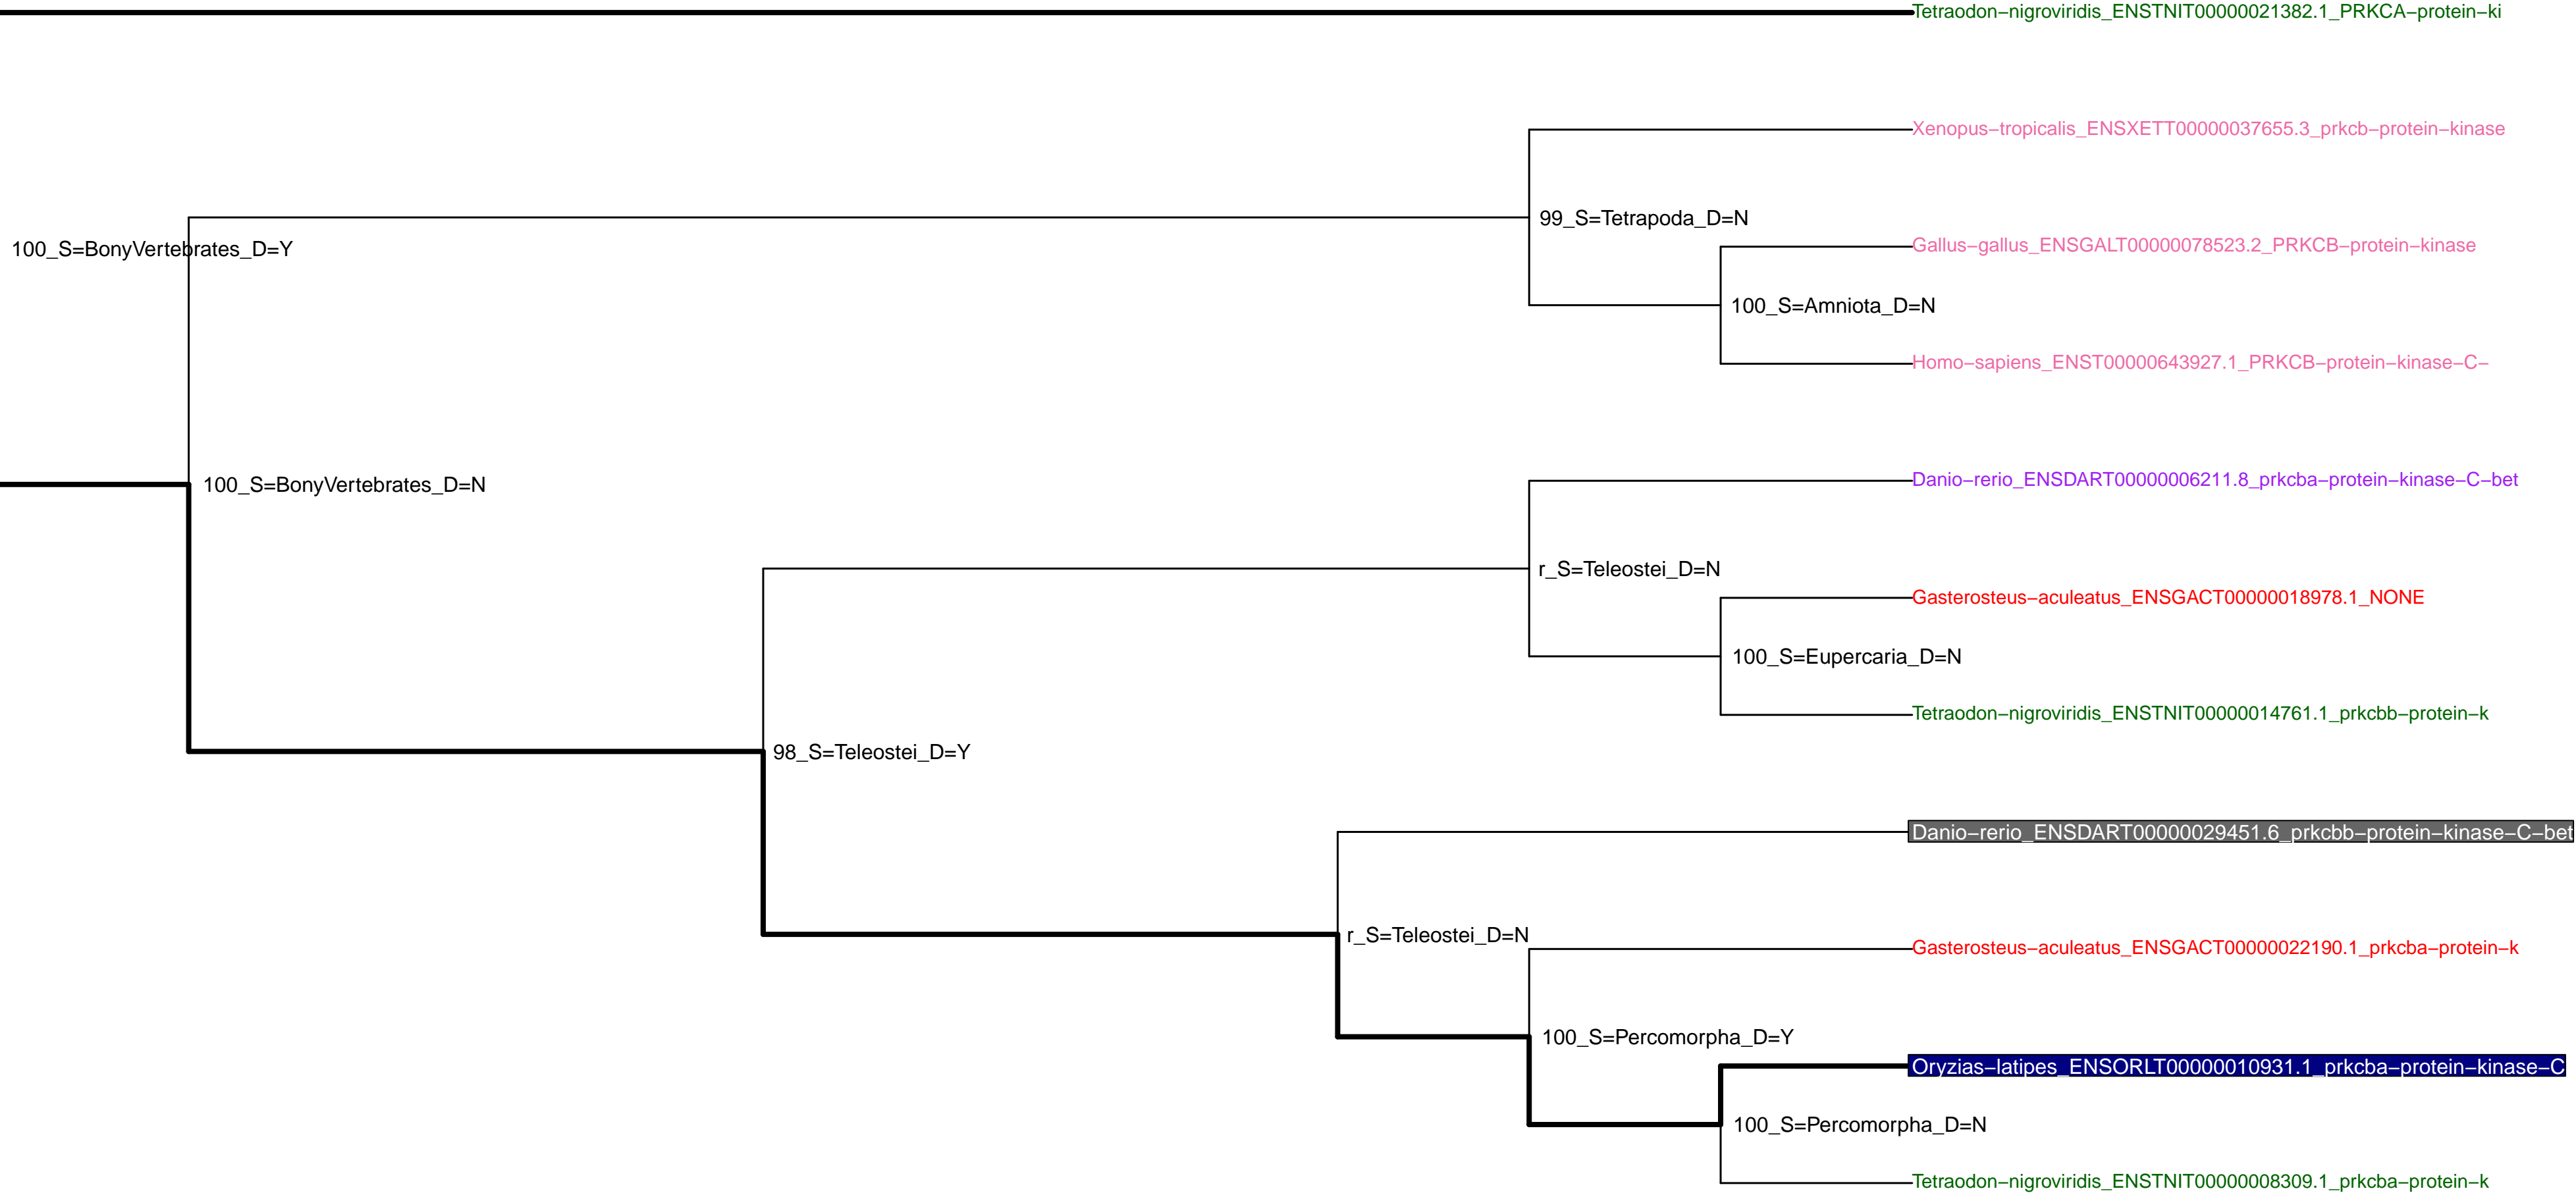 Tetraodon−nigroviridis_ENSTNIT00000021382.1_PRKCA−protein−ki
Xenopus−tropicalis_ENSXETT00000037655.3_prkcb−protein−kinase
99_S=Tetrapoda_D=N
100_S=BonyVertebrates_D=Y
Gallus−gallus_ENSGALT00000078523.2_PRKCB−protein−kinase
100_S=Amniota_D=N
Homo−sapiens_ENST00000643927.1_PRKCB−protein−kinase−C−
100_S=BonyVertebrates_D=N
Danio−rerio_ENSDART00000006211.8_prkcba−protein−kinase−C−bet
r_S=Teleostei_D=N
Gasterosteus−aculeatus_ENSGACT00000018978.1_NONE
100_S=Eupercaria_D=N
Tetraodon−nigroviridis_ENSTNIT00000014761.1_prkcbb−protein−k
98_S=Teleostei_D=Y
Danio−rerio_ENSDART00000029451.6_prkcbb−protein−kinase−C−bet
r_S=Teleostei_D=N
Gasterosteus−aculeatus_ENSGACT00000022190.1_prkcba−protein−k
100_S=Percomorpha_D=Y
Oryzias−latipes_ENSORLT00000010931.1_prkcba−protein−kinase−C
100_S=Percomorpha_D=N
Tetraodon−nigroviridis_ENSTNIT00000008309.1_prkcba−protein−k